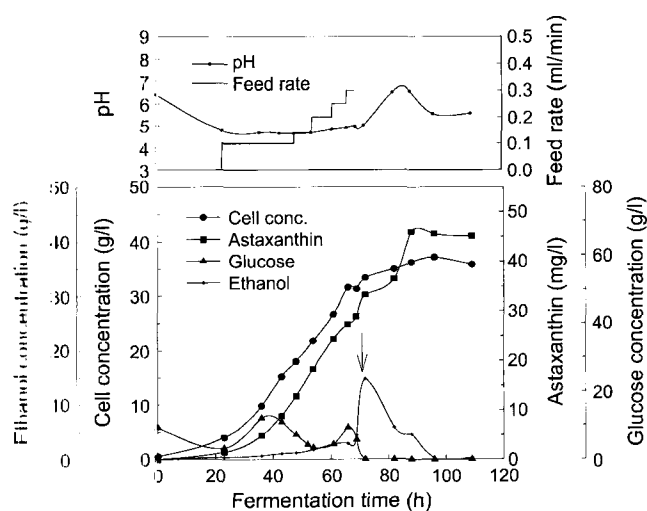 9
8
7
6
5
4
3
pH
pH
Feed rate
0.5
0.4
0.3
0.2
0.1
0.0
Feed rate (ml/min)
50
40
30
20
10
0
Ethanol concentration (g/l)
50
40
30
20
10
0
Cell concentration (g/l)
Cell conc.
Astaxanthin
Glucose
Ethanol
50
40
30
20
10
0
Astaxanthin (mg/l)
80
60
40
20
0
Glucose concentration (g/l)
0 20 40 60 80 100 120
Fermentation time (h)